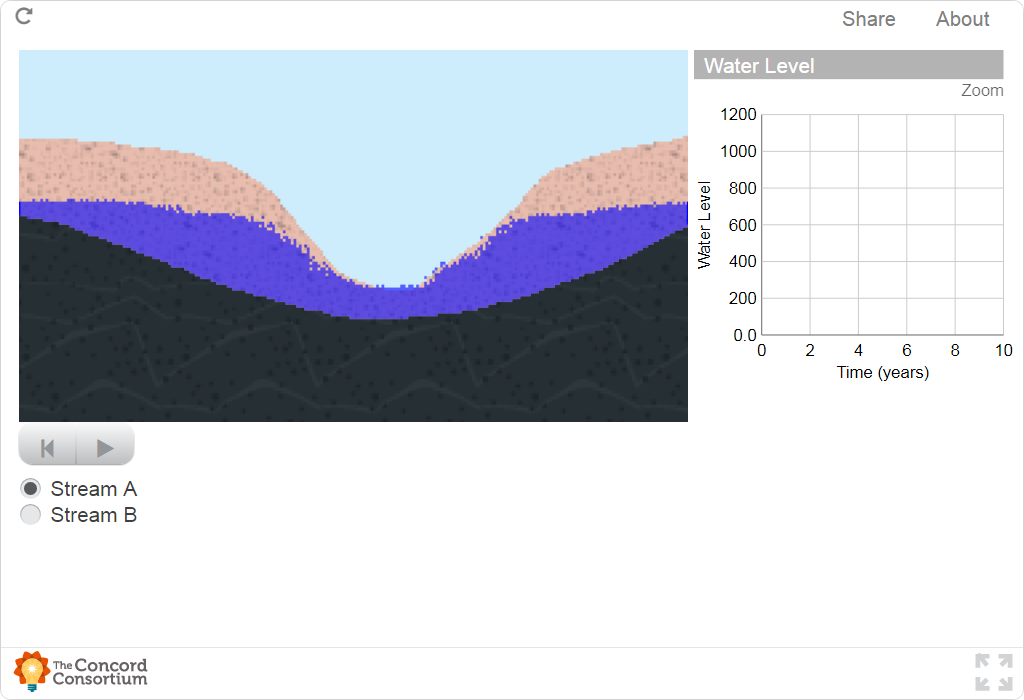 Share About
Water Level
Zoom
1200
1000
800
600
400
200
0.0
Water Level
0 2 4 6 8 10
Time (years)
Stream A
Stream B
The Concord
Consortium